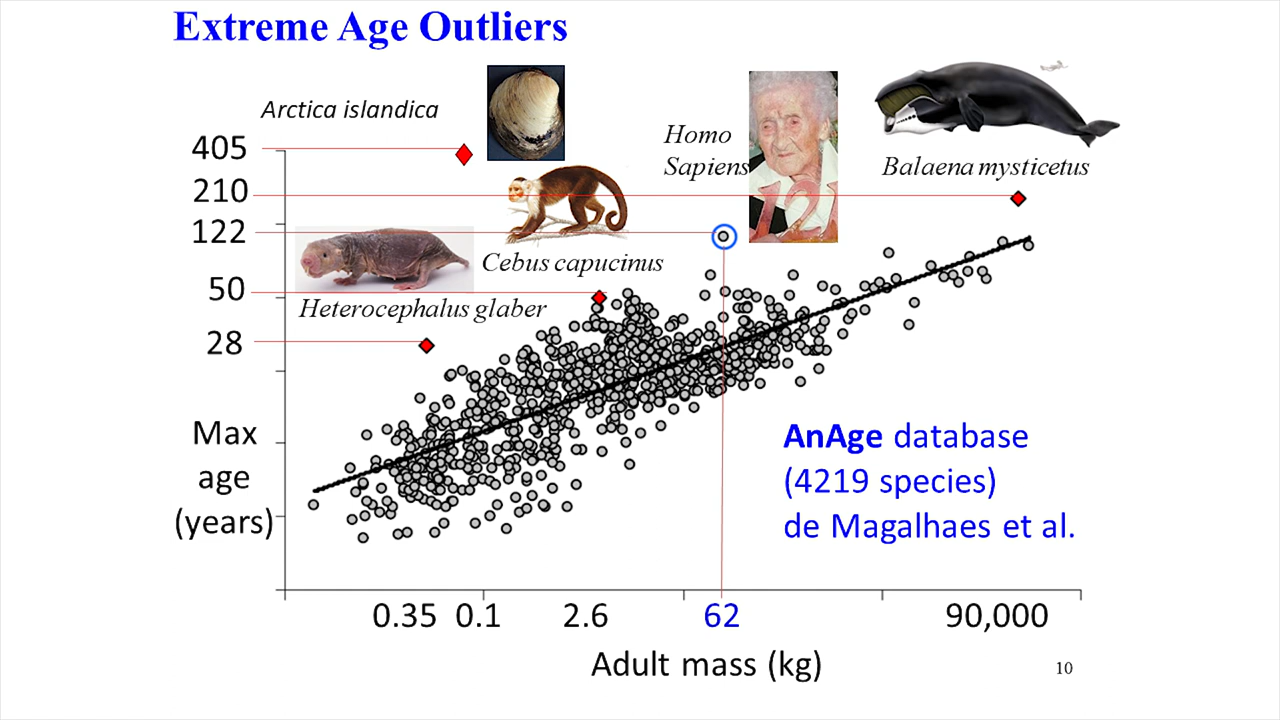 Extreme Age Outliers
Arctica islandica
Homo
Sapiens
Balaena mysticetus
405
210
122
121
Cebus capucinus
50
Heterocephalus glaber
28
Max
age
(years)
AnAge database
(4219 species)
de Magalhaes et al.
0.35 0.1 2.6 62 90,000
Adult mass (kg)
10